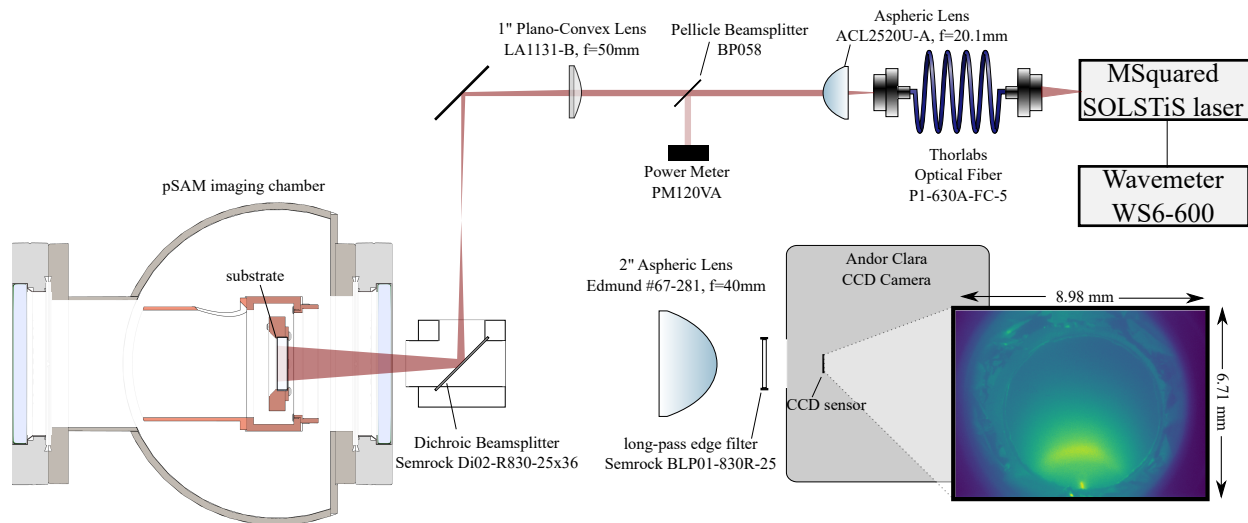 1" Plano-Convex Lens
LA1131-B, f=50mm
Pellicle Beamsplitter
BP058
Aspheric Lens
ACL2520U-A, f=20.1mm
MSquared
SOLSTiS laser
Thorlabs
Optical Fiber
P1-630A-FC-5
Power Meter
PM120VA
Wavemeter
WS6-600
pSAM imaging chamber
substrate
2" Aspheric Lens
Edmund #67-281, f=40mm
Andor Clara
CCD Camera
8.98 mm
6.71 mm
CCD sensor
Dichroic Beamsplitter
Semrock Di02-R830-25x36
long-pass edge filter
Semrock BLP01-830R-25